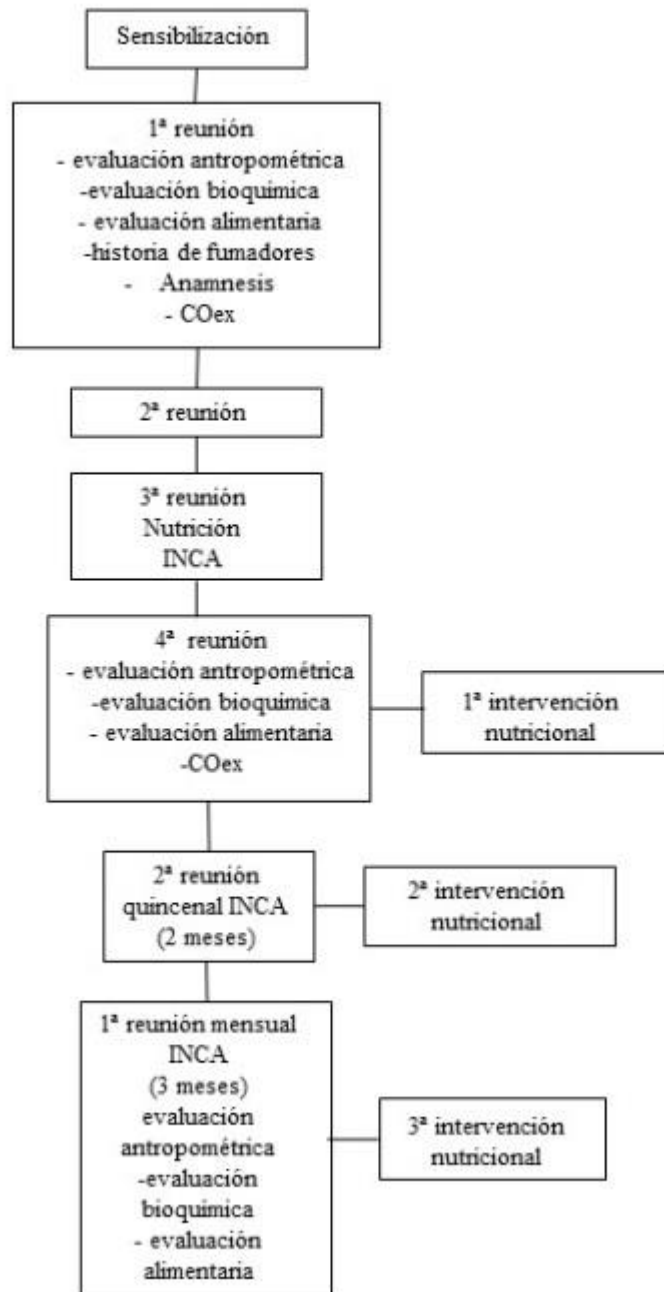 Sensibilización
1ª reunión
- evaluación antropométrica
-evaluación bioquímica
- evaluación alimentaria
-historia de fumadores
- Anamnesis
- COex
2ª reunión
3ª reunión
Nutrición
INCA
4ª reunión
- evaluación antropométrica
-evaluación bioquímica
- evaluación alimentaria
-COex
1ª intervención
nutricional
2ª reunión
quincenal INCA
(2 meses)
2ª intervención
nutricional
1ª reunión mensual
INCA
(3 meses)
evaluación
antropométrica
-evaluación
bioquímica
- evaluación
alimentaria
3ª intervención
nutricional